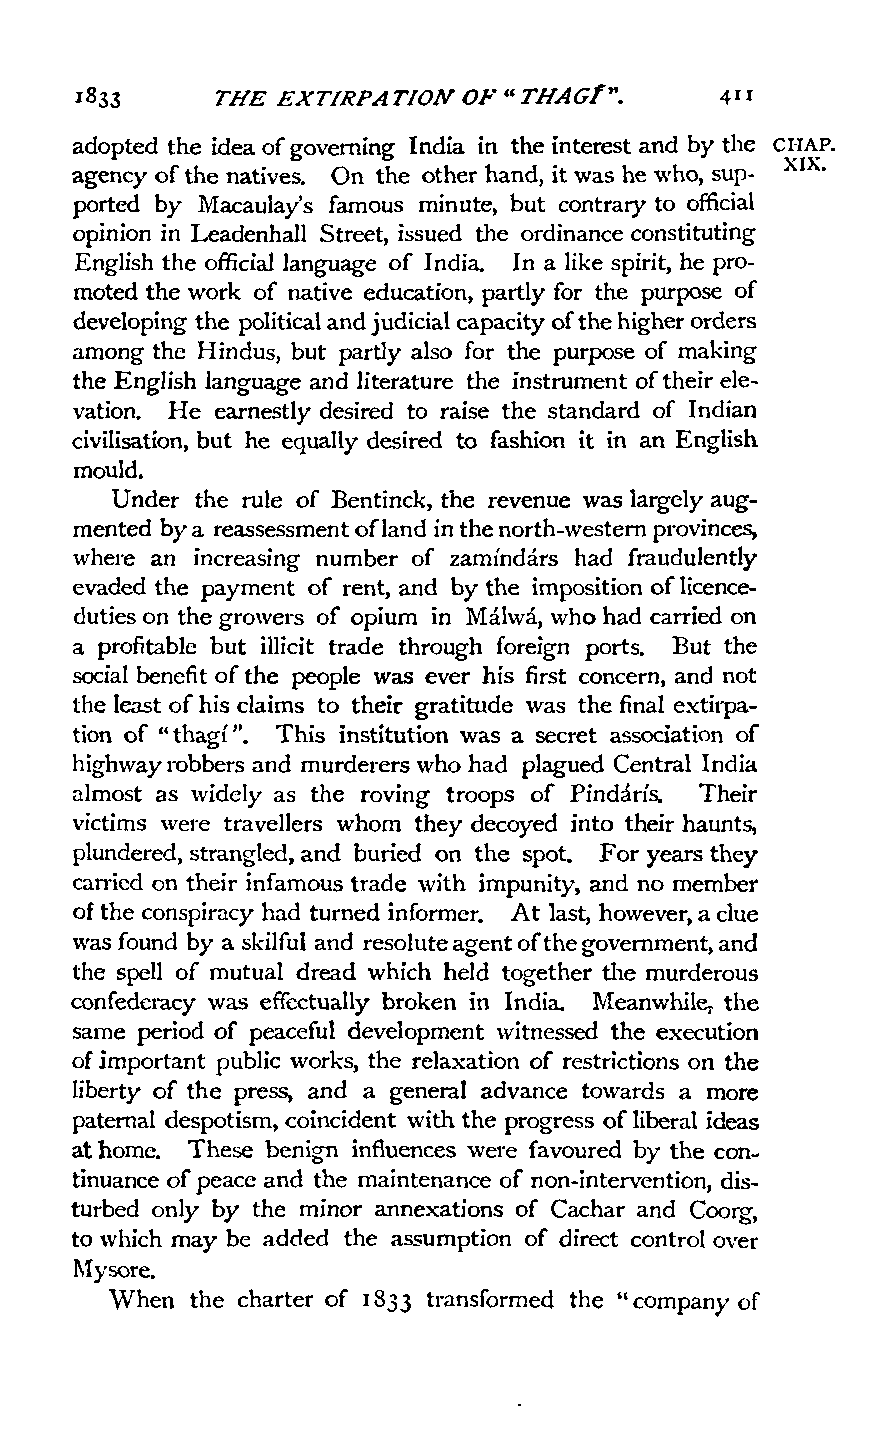 1833 THE EXTIRPATION OF "THAGÍ". 411
adopted the idea of governing India in the interest and by the CHAP.
agency of the natives. On the other hand, it was he who, sup- XIX.
ported by Macaulay's famous minute, but contrary to official
opinion in Leadenhall Street, issued the ordinance constituting
English the official language of India. In a like spirit, he pro-
moted the work of native education, partly for the purpose of
developing the political and judicial capacity of the higher orders
among the Hindus, but partly also for the purpose of making
the English language and literature the instrument of their ele-
vation. He earnestly desired to raise the standard of Indian
civilisation, but he equally desired to fashion it in an English
mould.
Under the rule of Bentinck, the revenue was largely aug-
mented by a reassessment of land in the north-western provinces,
where an increasing number of zamíndárs had fraudulently
evaded the payment of rent, and by the imposition of licence-
duties on the growers of opium in Málwá, who had carried on
a profitable but illicit trade through foreign ports. But the
social benefit of the people was ever his first concern, and not
the least of his claims to their gratitude was the final extirpa-
tion of "thagí". This institution was a secret association of
highway robbers and murderers who had plagued Central India
almost as widely as the roving troops of Pindárís. Their
victims were travellers whom they decoyed into their haunts,
plundered, strangled, and buried on the spot. For years they
carried on their infamous trade with impunity, and no member
of the conspiracy had turned informer. At last, however, a clue
was found by a skilful and resolute agent of the government, and
the spell of mutual dread which held together the murderous
confederacy was effectually broken in India. Meanwhile, the
same period of peaceful development witnessed the execution
of important public works, the relaxation of restrictions on the
liberty of the press, and a general advance towards a more
paternal despotism, coincident with the progress of liberal ideas
at home. These benign influences were favoured by the con-
tinuance of peace and the maintenance of non-intervention, dis-
turbed only by the minor annexations of Cachar and Coorg,
to which may be added the assumption of direct control over
Mysore.
When the charter of 1833 transformed the "company of